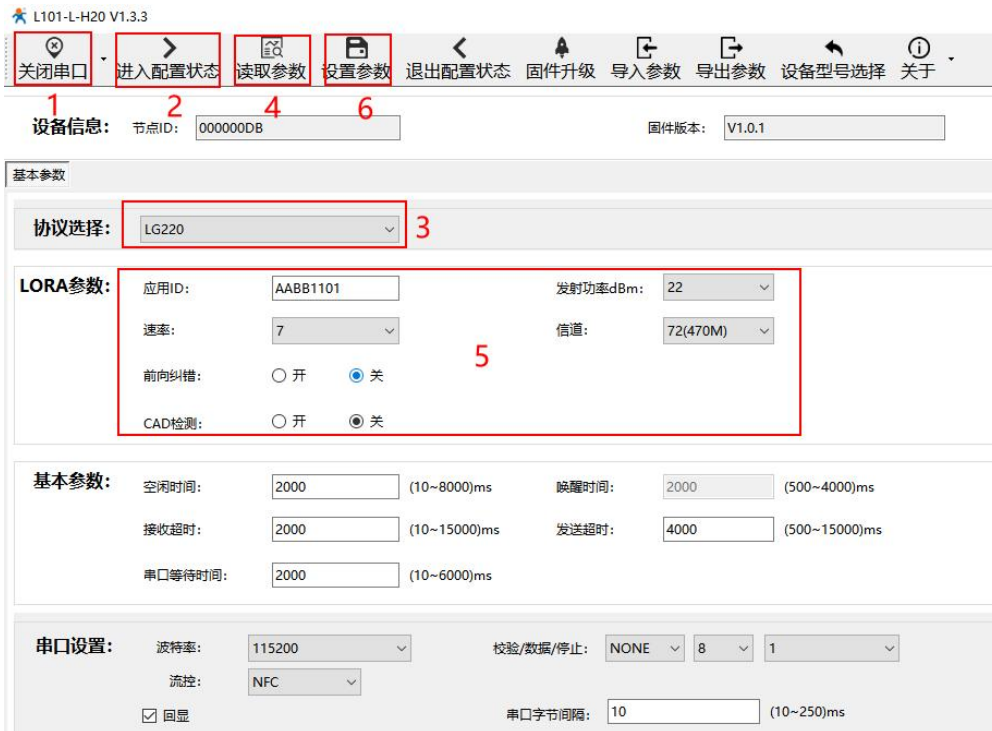 L101-L-H20 V1.3.3
关闭串口 进入配置状态 读取参数 设置参数 退出配置状态 固件升级 导入参数 导出参数 设备型号选择 关于
1 2 4 6
设备信息: 节点ID: 000000DB 固件版本: V1.0.1
基本参数
协议选择: LG220 3
LORA参数: 应用ID: AABB1101 发射功率dBm: 22
速率: 7 信道: 72(470M)
5
前向纠错: 开 关
CAD检测: 开 关
基本参数: 空闲时间: 2000 (10~8000)ms 唤醒时间: 2000 (500~4000)ms
接收超时: 2000 (10~15000)ms 发送超时: 4000 (500~15000)ms
串口等待时间: 2000 (10~6000)ms
串口设置: 波特率: 115200 校验/数据/停止: NONE 8 1
流控: NFC
回显 串口字节间隔: 10 (10~250)ms